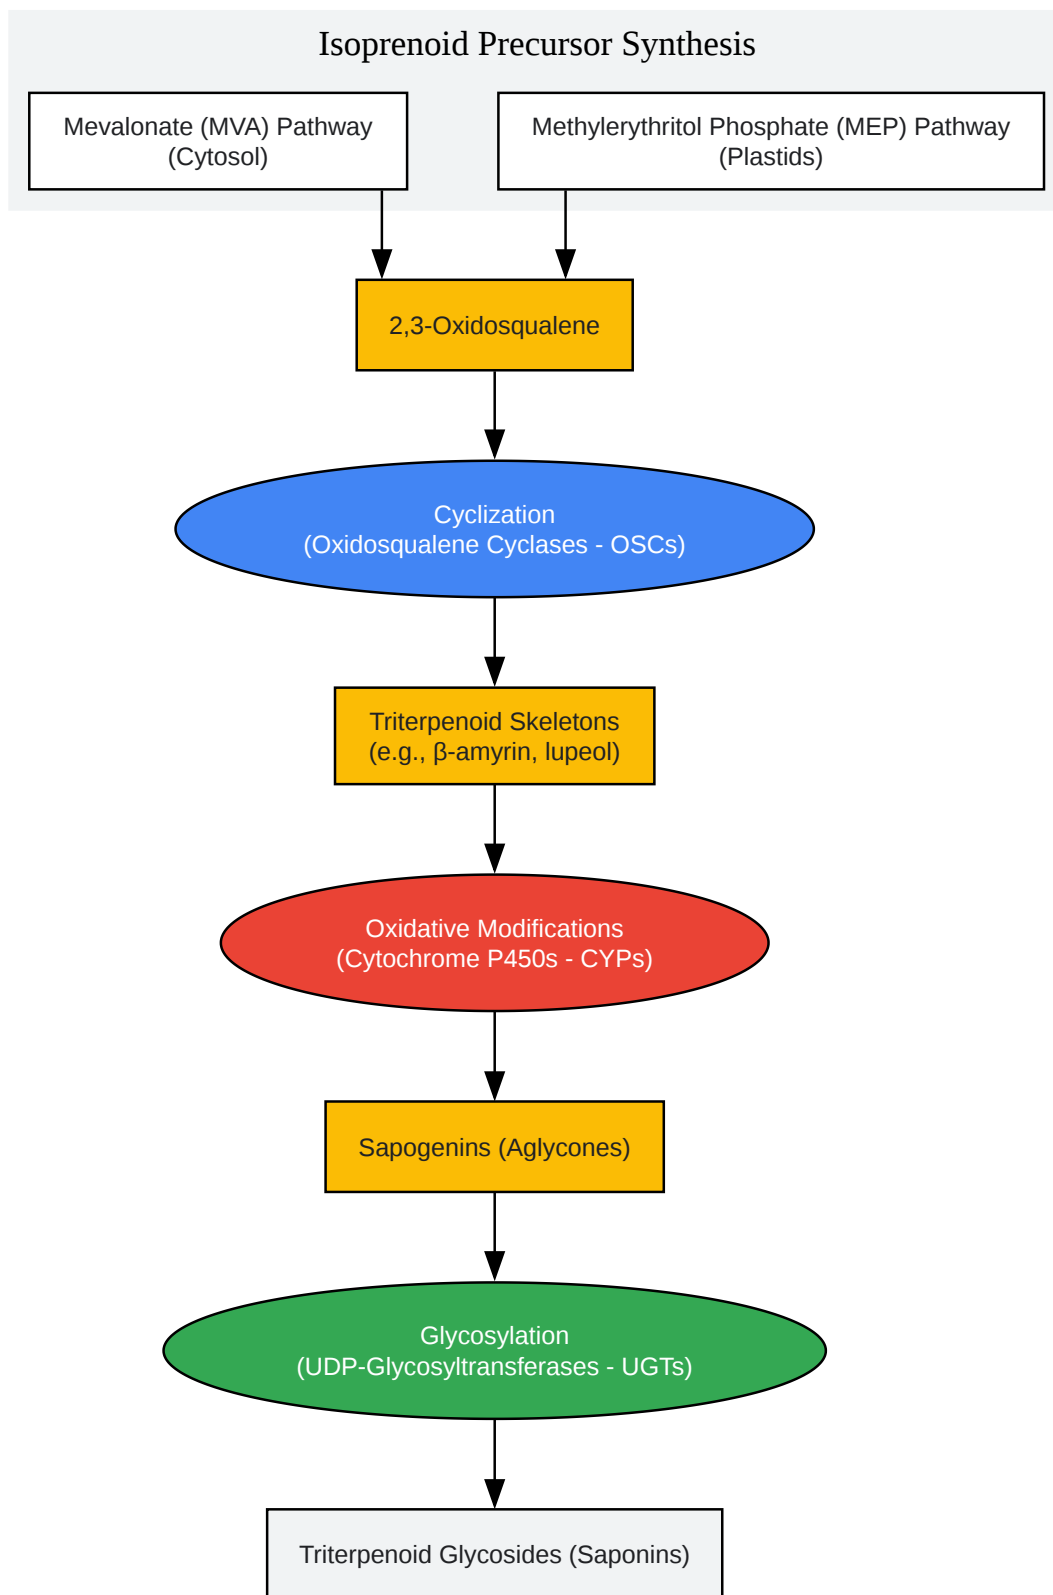 Isoprenoid Precursor Synthesis
Mevalonate (MVA) Pathway
(Cytosol)
Methylerythritol Phosphate (MEP) Pathway
(Plastids)
2,3-Oxidosqualene
Cyclization
(Oxidosqualene Cyclases - OSCs)
Triterpenoid Skeletons
(e.g., β-amyrin, lupeol)
Oxidative Modifications
(Cytochrome P450s - CYPs)
Sapogenins (Aglycones)
Glycosylation
(UDP-Glycosyltransferases - UGTs)
Triterpenoid Glycosides (Saponins)